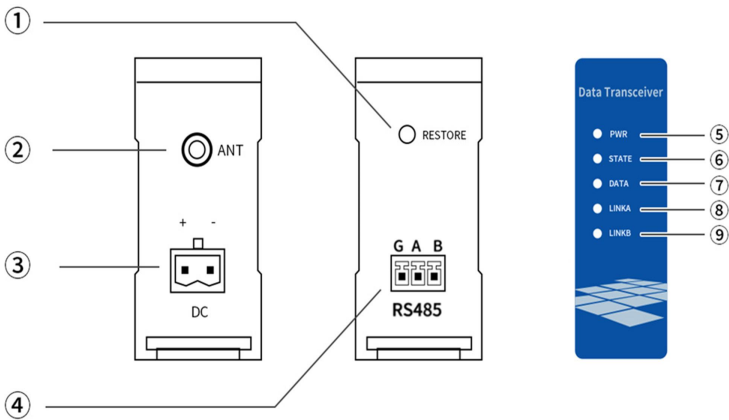 ①
②
③
④
ANT
+ -
DC
RESTORE
G A B
RS485
Data Transceiver
PWR ⑤
STATE ⑥
DATA ⑦
LINKA ⑧
LINKB ⑨